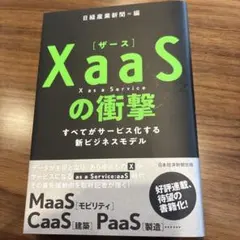 日経産業新聞=編
[ザース]
XaaS
X as a Service
の衝撃
すべてがサービス化する
新ビジネスモデル
as a Service:aaS
好評連載、
待望の
書籍化!
MaaS[モビリティ]
CaaS[建築] PaaS[製造]……
日本経済新聞出版